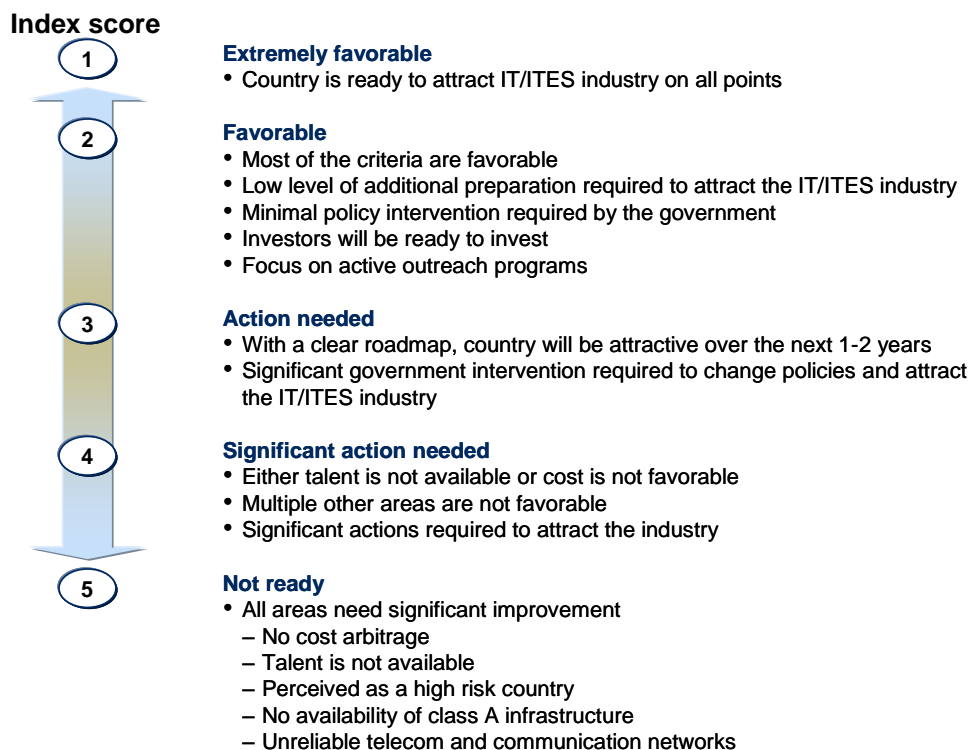 Index score
1
Extremely favorable
• Country is ready to attract IT/ITES industry on all points
2
Favorable
• Most of the criteria are favorable
• Low level of additional preparation required to attract the IT/ITES industry
• Minimal policy intervention required by the government
• Investors will be ready to invest
• Focus on active outreach programs
3
Action needed
• With a clear roadmap, country will be attractive over the next 1-2 years
• Significant government intervention required to change policies and attract
the IT/ITES industry
4
Significant action needed
• Either talent is not available or cost is not favorable
• Multiple other areas are not favorable
• Significant actions required to attract the industry
5
Not ready
• All areas need significant improvement
– No cost arbitrage
– Talent is not available
– Perceived as a high risk country
– No availability of class A infrastructure
– Unreliable telecom and communication networks